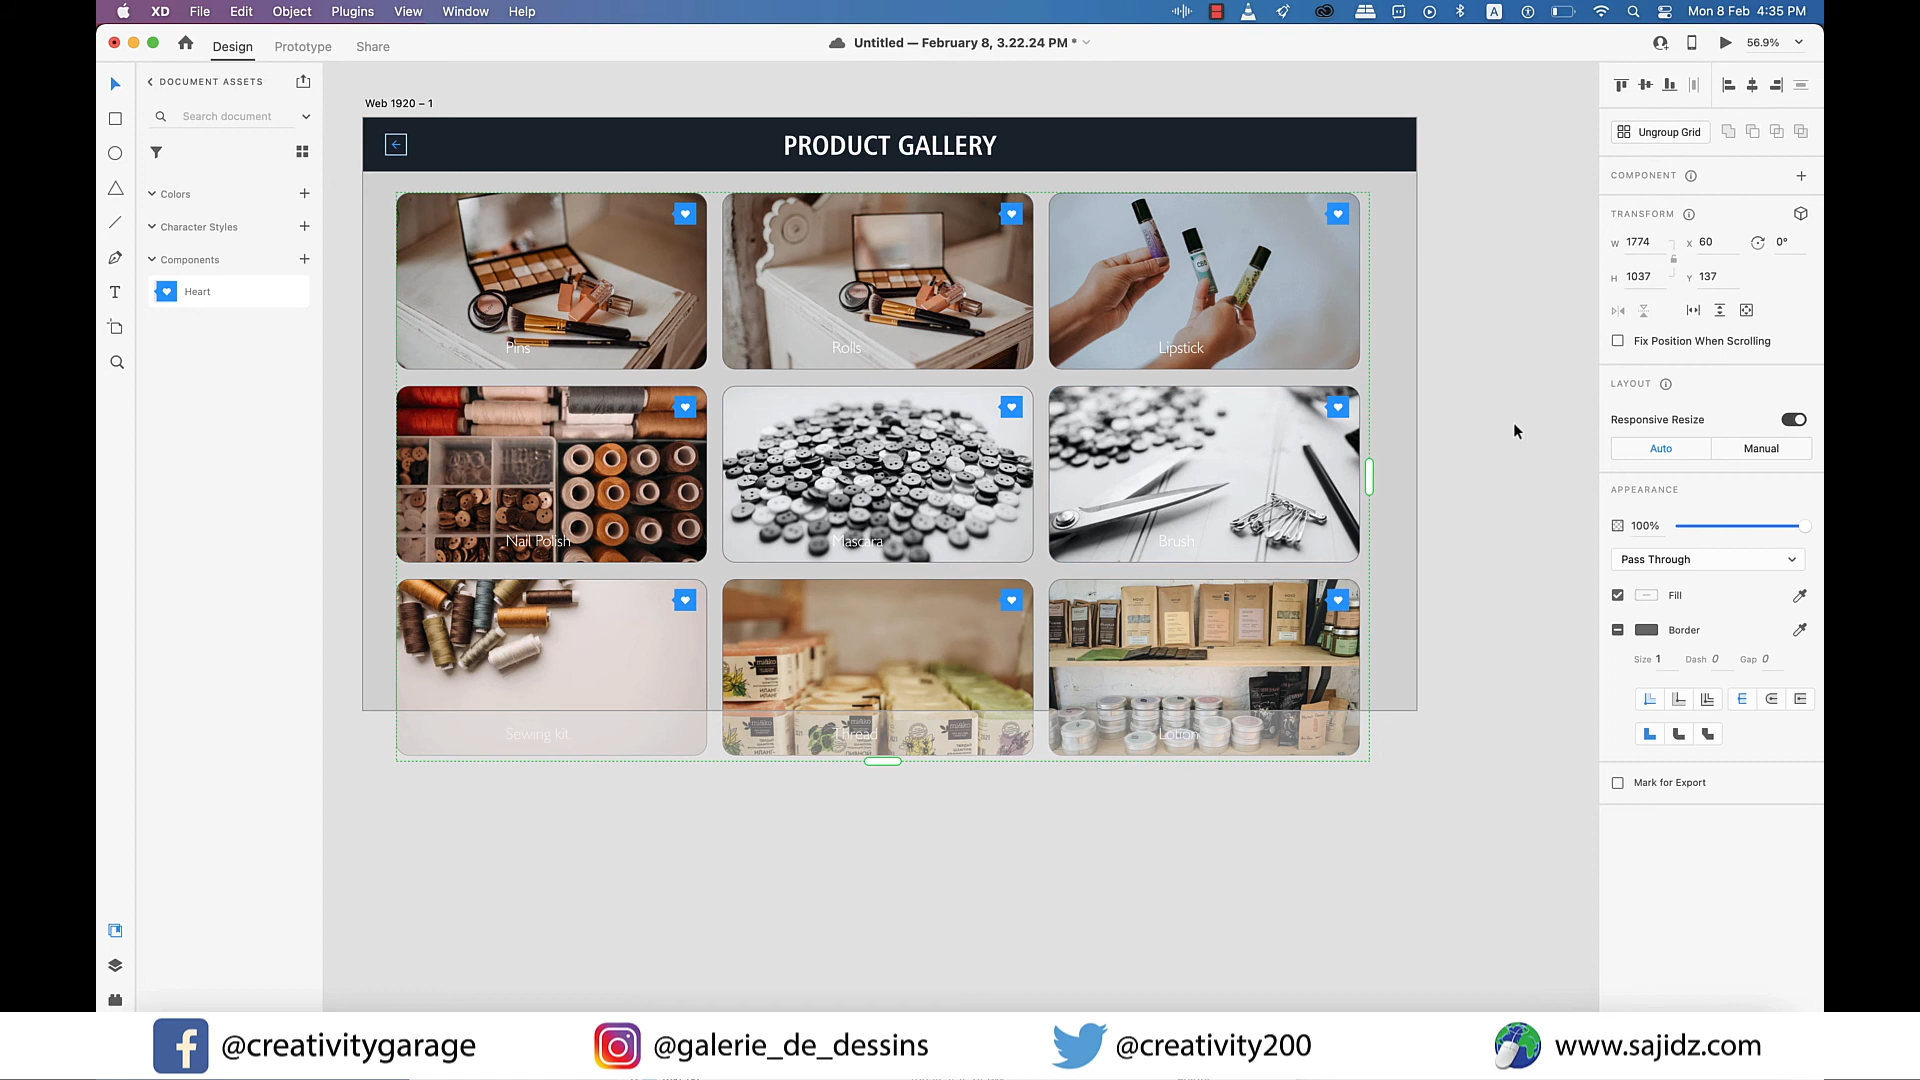 XD File Edit Object Plugins View Window Help
A
Mon 8 Feb 4:35 PM
Design Prototype Share
Untitled — February 8, 3.22.24 PM *
56.9%
DOCUMENT ASSETS
Search document
Colors
Character Styles
Components
Heart
T
Web 1920 – 1
PRODUCT GALLERY
Pins
Rolls
Lipstick
Nail Polish
Mascara
Brush
Sewing kit
Thread
Lotion
Ungroup Grid
COMPONENT
TRANSFORM
W 1774 X 60 0°
H 1037 Y 137
Fix Position When Scrolling
LAYOUT
Responsive Resize
Auto Manual
APPEARANCE
100%
Pass Through
Fill
Border
Size 1 Dash 0 Gap 0
Mark for Export
@creativitygarage
@galerie_de_dessins
@creativity200
www.sajidz.com